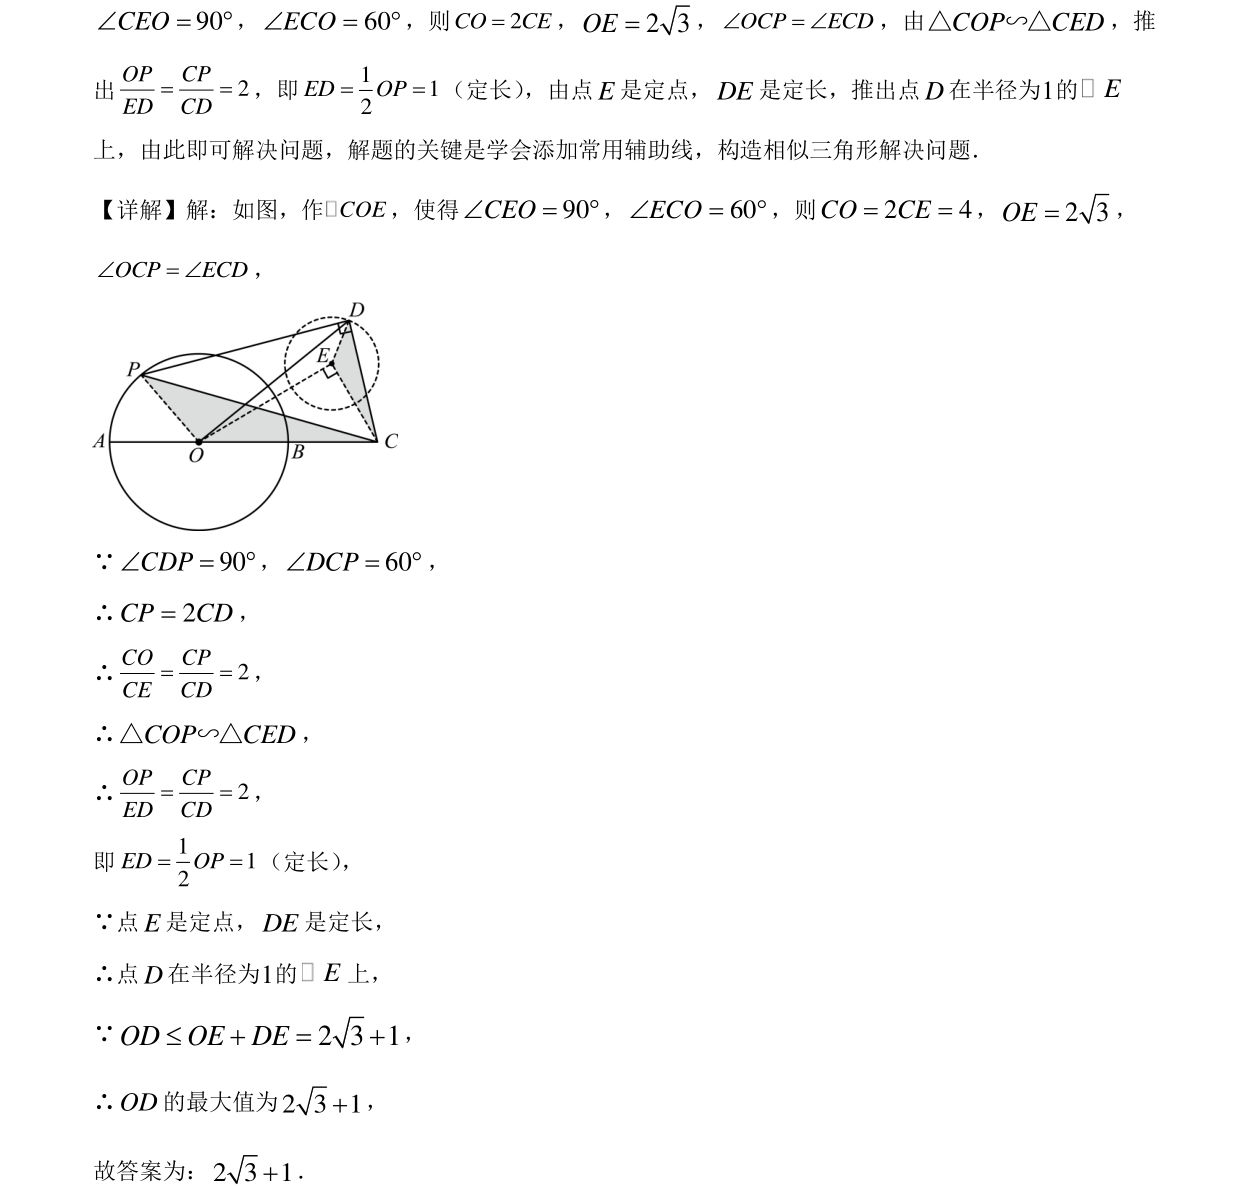 ∠CEO = 90°，∠ECO = 60°，则 CO = 2CE，OE = 2√3，∠OCP = ∠ECD，由△COP∽△CED，推
出 OP/ED = CP/CD = 2，即 ED = 1/2 OP = 1（定长），由点 E 是定点，DE 是定长，推出点 D 在半径为1的□ E
上，由此即可解决问题，解题的关键是学会添加常用辅助线，构造相似三角形解决问题．
【详解】解：如图，作□COE，使得∠CEO = 90°，∠ECO = 60°，则 CO = 2CE = 4，OE = 2√3，
∠OCP = ∠ECD，
D
E
P
A
O
B
C
∵∠CDP = 90°，∠DCP = 60°，
∴CP = 2CD，
∴CO/CE = CP/CD = 2，
∴△COP∽△CED，
∴OP/ED = CP/CD = 2，
即 ED = 1/2 OP = 1（定长），
∵点 E 是定点，DE 是定长，
∴点 D 在半径为1的□ E 上，
∵OD ≤ OE + DE = 2√3 + 1，
∴OD 的最大值为 2√3 + 1，
故答案为：2√3 + 1．